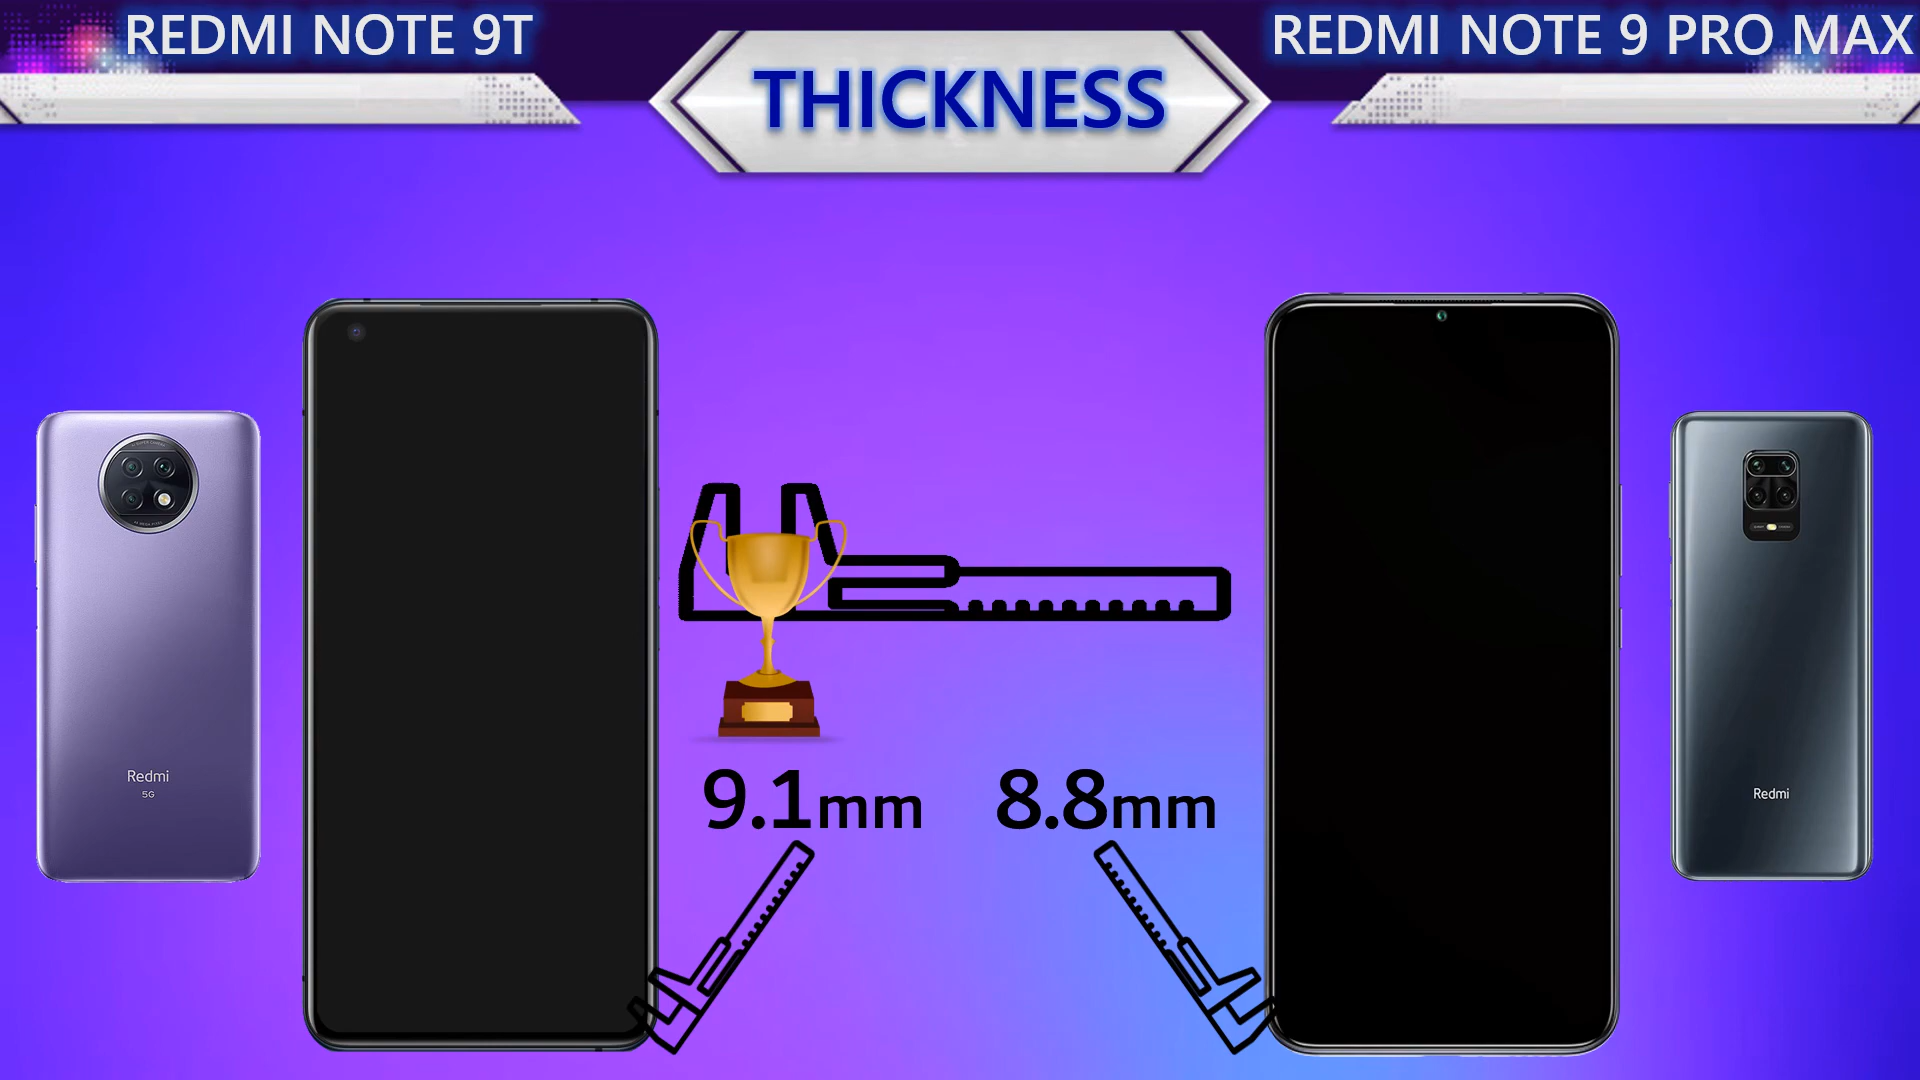 REDMI NOTE 9T
REDMI NOTE 9 PRO MAX
THICKNESS
Redmi
5G
9.1mm
8.8mm
Redmi